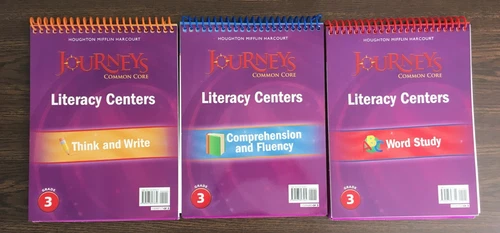 HOUGHTON MIFFLIN HARCOURT
JOURNEYS
COMMON CORE
Literacy Centers
Think and Write
GRADE
3
HOUGHTON MIFFLIN HARCOURT
JOURNEYS
COMMON CORE
Literacy Centers
Comprehension
and Fluency
GRADE
3
HOUGHTON MIFFLIN HARCOURT
JOURNEYS
COMMON CORE
Literacy Centers
Word Study
GRADE
3